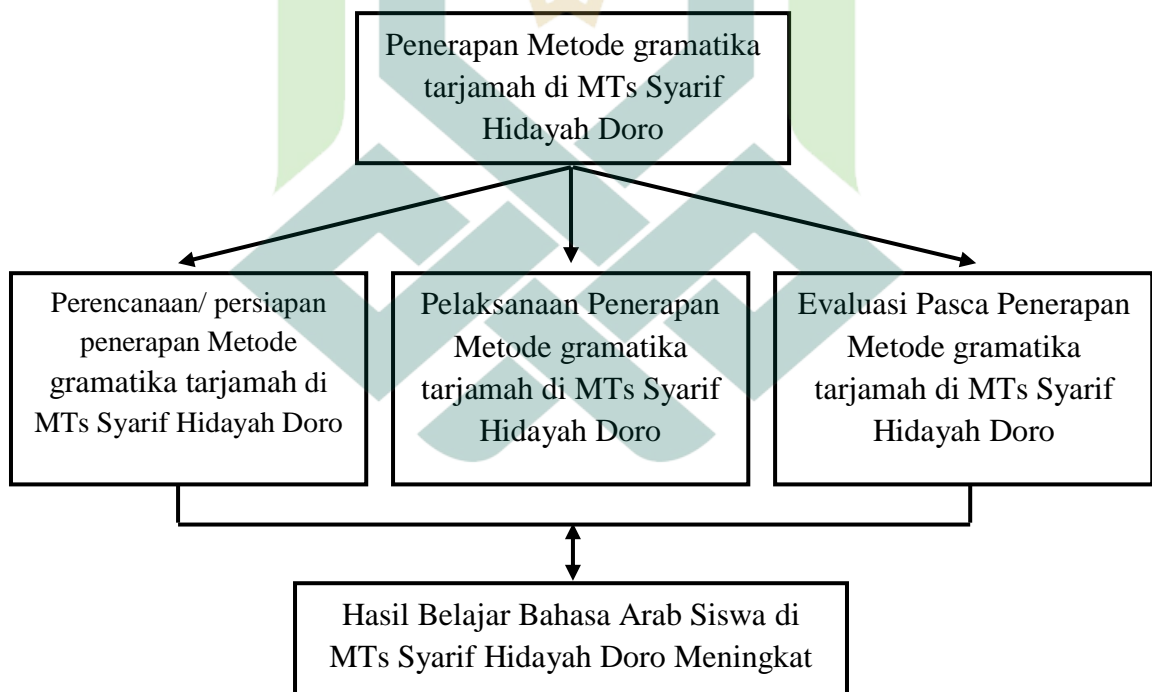 Penerapan Metode gramatika
tarjamah di MTs Syarif
Hidayah Doro
Perencanaan/ persiapan
penerapan Metode
gramatika tarjamah di
MTs Syarif Hidayah Doro
Pelaksanaan Penerapan
Metode gramatika
tarjamah di MTs Syarif
Hidayah Doro
Evaluasi Pasca Penerapan
Metode gramatika
tarjamah di MTs Syarif
Hidayah Doro
Hasil Belajar Bahasa Arab Siswa di
MTs Syarif Hidayah Doro Meningkat